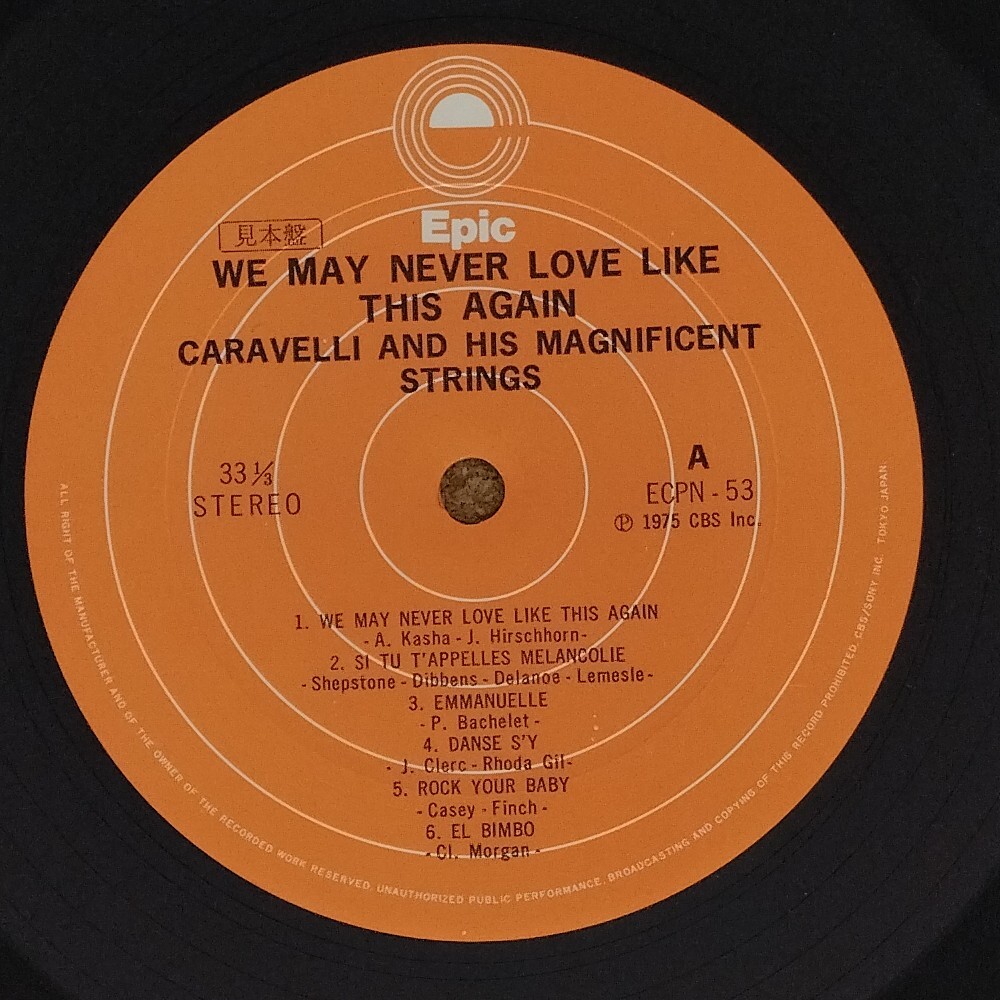 Epic
見本盤
WE MAY NEVER LOVE LIKE
THIS AGAIN
CARAVELLI AND HIS MAGNIFICENT
STRINGS
33 ⅓
STEREO
A
ECPN - 53
Ⓟ 1975 CBS Inc.
1. WE MAY NEVER LOVE LIKE THIS AGAIN
- A. Kasha - J. Hirschhorn-
2. SI TU T'APPELLES MELANCOLIE
- Shepstone - Dibbens - Delanoe - Lemesle-
3. EMMANUELLE
- P. Bachelet -
4. DANSE S'Y
- J. Clerc - Rhoda Gil-
5. ROCK YOUR BABY
- Casey - Finch -
6. EL BIMBO
- Cl. Morgan -
ALL RIGHT OF THE MANUFACTURER AND OF THE OWNER OF THE RECORDED WORK RESERVED. UNAUTHORIZED PUBLIC PERFORMANCE. BROADCASTING AND COPYING OF THIS RECORD PROHIBITED. CBS/SONY INC. TOKYO JAPAN.